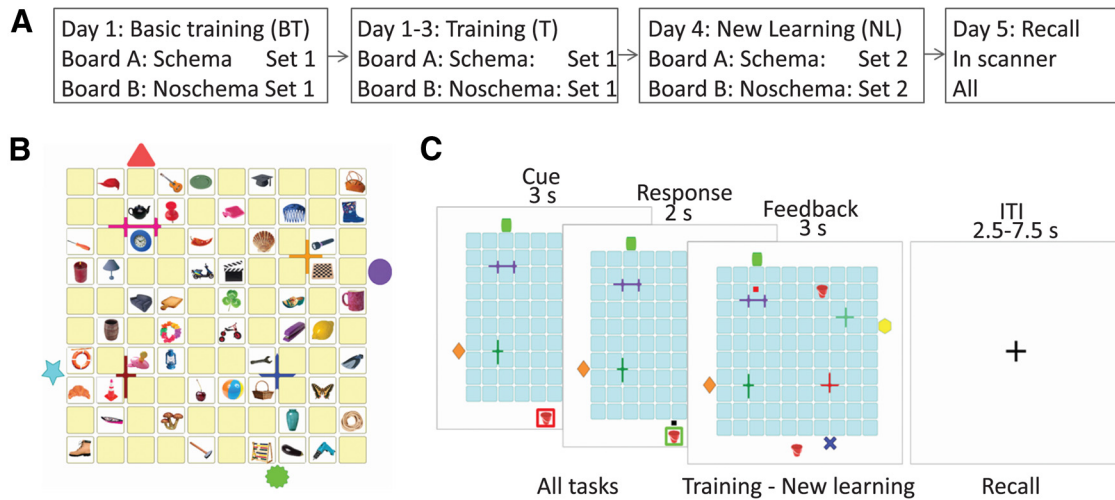 A
Day 1: Basic training (BT)
Board A: Schema Set 1
Board B: Noschema Set 1
Day 1-3: Training (T)
Board A: Schema: Set 1
Board B: Noschema: Set 1
Day 4: New Learning (NL)
Board A: Schema: Set 2
Board B: Noschema: Set 2
Day 5: Recall
In scanner
All
B
C
Cue
3 s
Response
2 s
Feedback
3 s
ITI
2.5-7.5 s
All tasks
Training - New learning
Recall